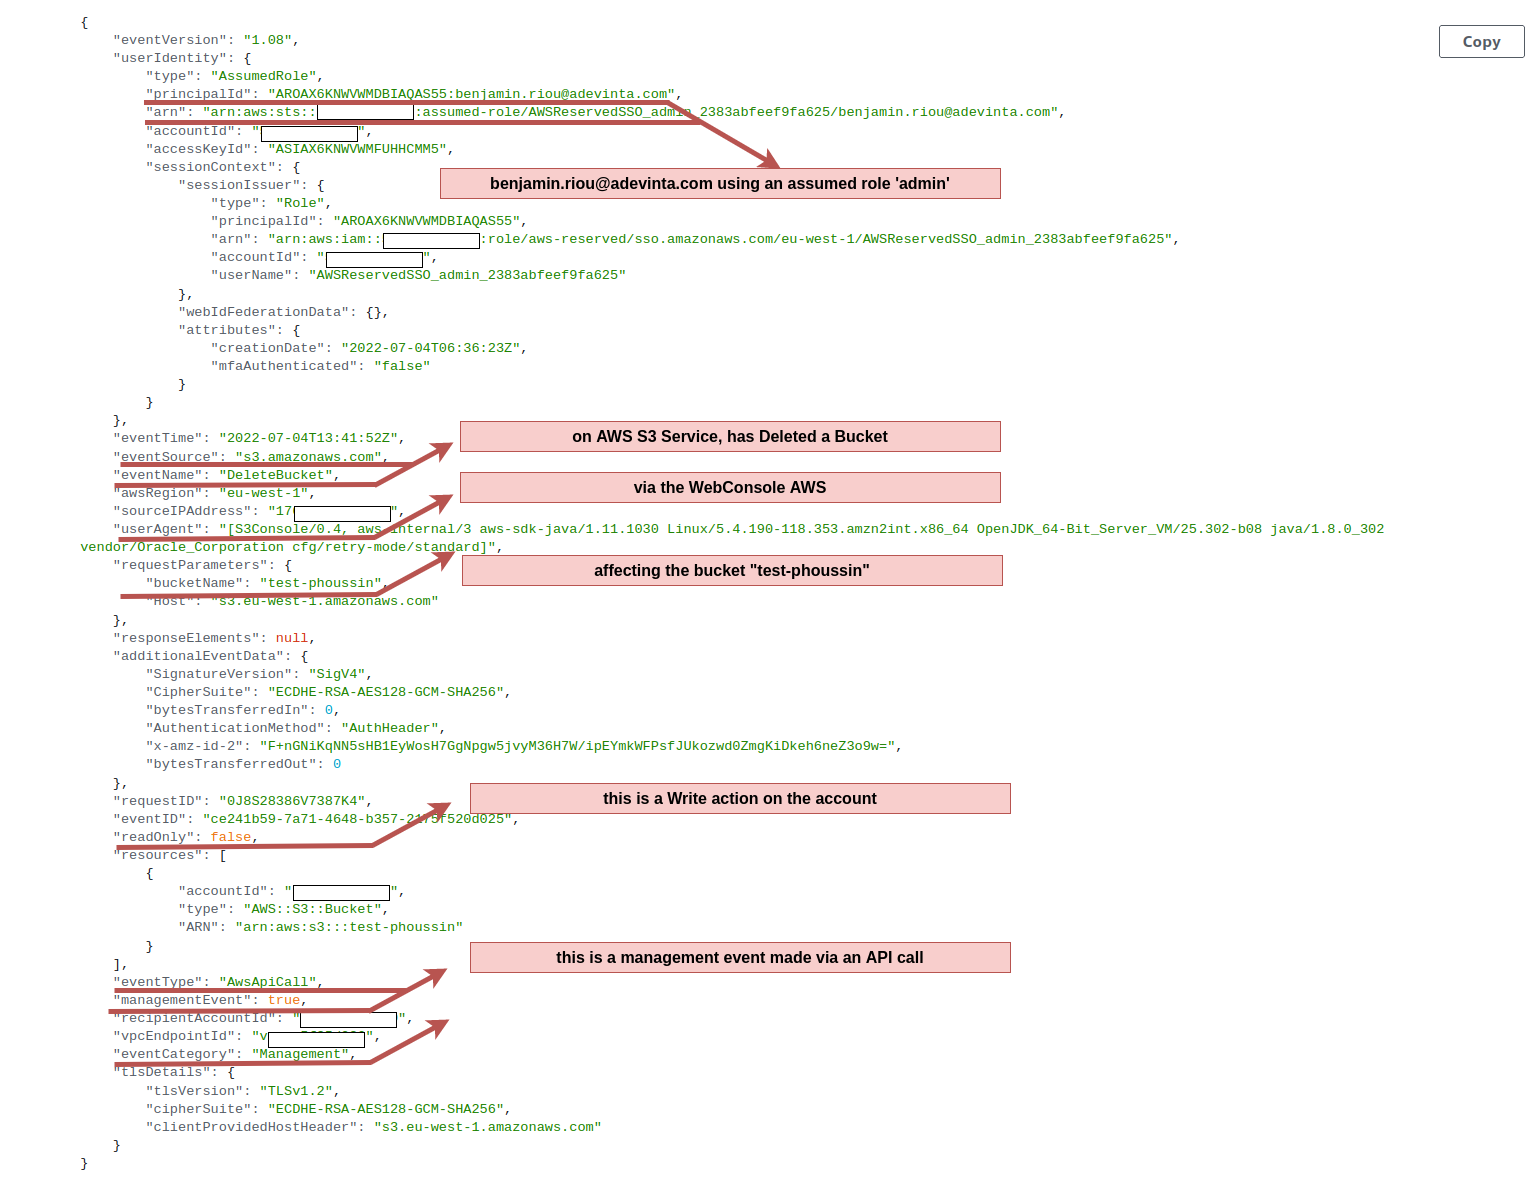 {
Copy
"eventVersion": "1.08",
"userIdentity": {
"type": "AssumedRole",
"principalId": "AROAX6KNWVWMDBIAQAS55:benjamin.riou@adevinta.com",
"arn": "arn:aws:sts:: :assumed-role/AWSReservedSSO_admin_2383abfeef9fa625/benjamin.riou@adevinta.com",
"accountId": " ",
"accessKeyId": "ASIAX6KNWVWMFUHHCMM5",
"sessionContext": {
benjamin.riou@adevinta.com using an assumed role 'admin'
"sessionIssuer": {
"type": "Role",
"principalId": "AROAX6KNWVWMDBIAQAS55",
"arn": "arn:aws:iam:: :role/aws-reserved/sso.amazonaws.com/eu-west-1/AWSReservedSSO_admin_2383abfeef9fa625",
"accountId": " ",
"userName": "AWSReservedSSO_admin_2383abfeef9fa625"
},
"webIdFederationData": {},
"attributes": {
"creationDate": "2022-07-04T06:36:23Z",
"mfaAuthenticated": "false"
}
}
},
"eventTime": "2022-07-04T13:41:52Z",
on AWS S3 Service, has Deleted a Bucket
"eventSource": "s3.amazonaws.com",
"eventName": "DeleteBucket",
via the WebConsole AWS
"awsRegion": "eu-west-1",
"sourceIPAddress": "17 ",
"userAgent": "[S3Console/0.4, aws-internal/3 aws-sdk-java/1.11.1030 Linux/5.4.190-118.353.amzn2int.x86_64 OpenJDK_64-Bit_Server_VM/25.302-b08 java/1.8.0_302
vendor/Oracle_Corporation cfg/retry-mode/standard]",
"requestParameters": {
affecting the bucket "test-phoussin"
"bucketName": "test-phoussin",
"Host": "s3.eu-west-1.amazonaws.com"
},
"responseElements": null,
"additionalEventData": {
"SignatureVersion": "SigV4",
"CipherSuite": "ECDHE-RSA-AES128-GCM-SHA256",
"bytesTransferredIn": 0,
"AuthenticationMethod": "AuthHeader",
"x-amz-id-2": "F+nGNiKqNN5sHB1EyWosH7GgNpgw5jvyM36H7W/ipEYmkWFPsfJUkozwd0ZmgKiDkeh6neZ3o9w=",
"bytesTransferredOut": 0
},
this is a Write action on the account
"requestID": "0J8S28386V7387K4",
"eventID": "ce241b59-7a71-4648-b357-2175f520d025",
"readOnly": false,
"resources": [
{
"accountId": " ",
"type": "AWS::S3::Bucket",
"ARN": "arn:aws:s3:::test-phoussin"
}
this is a management event made via an API call
],
"eventType": "AwsApiCall",
"managementEvent": true,
"recipientAccountId": " ",
"vpcEndpointId": "v ",
"eventCategory": "Management",
"tlsDetails": {
"tlsVersion": "TLSv1.2",
"cipherSuite": "ECDHE-RSA-AES128-GCM-SHA256",
"clientProvidedHostHeader": "s3.eu-west-1.amazonaws.com"
}
}